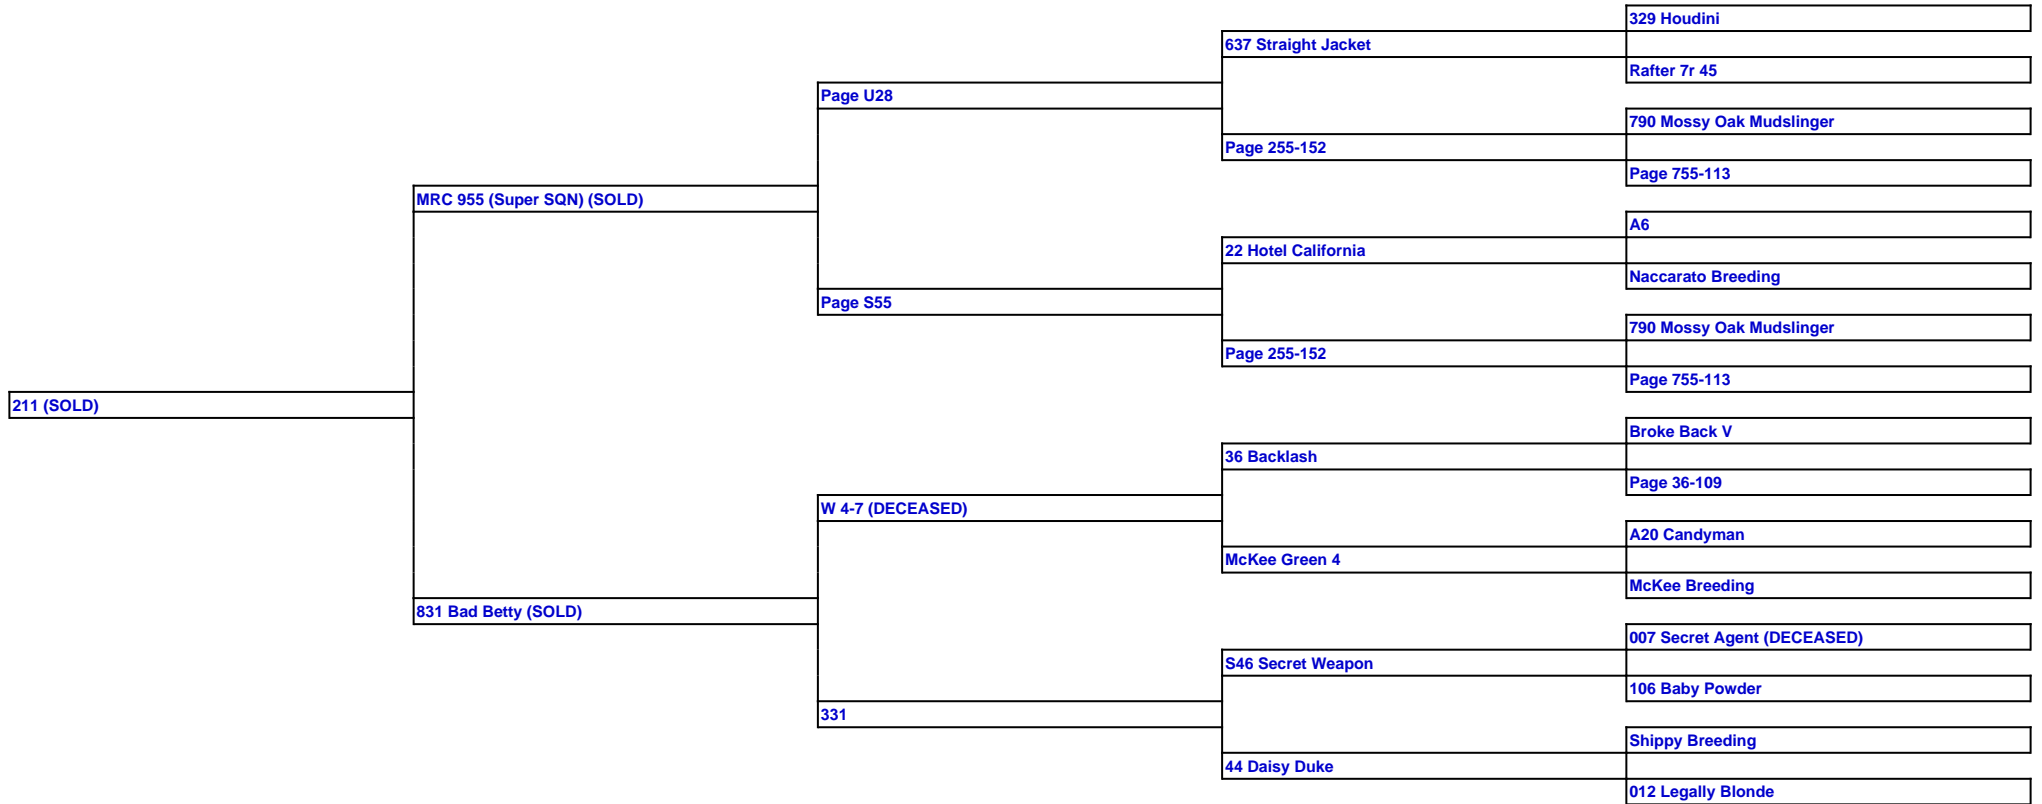 329 Houdini
637 Straight Jacket
Rafter 7r 45
Page U28
790 Mossy Oak Mudslinger
Page 255-152
Page 755-113
MRC 955 (Super SQN) (SOLD)
A6
22 Hotel California
Naccarato Breeding
Page S55
790 Mossy Oak Mudslinger
Page 255-152
Page 755-113
211 (SOLD)
Broke Back V
36 Backlash
Page 36-109
W 4-7 (DECEASED)
A20 Candyman
McKee Green 4
McKee Breeding
831 Bad Betty (SOLD)
007 Secret Agent (DECEASED)
S46 Secret Weapon
106 Baby Powder
331
Shippy Breeding
44 Daisy Duke
012 Legally Blonde